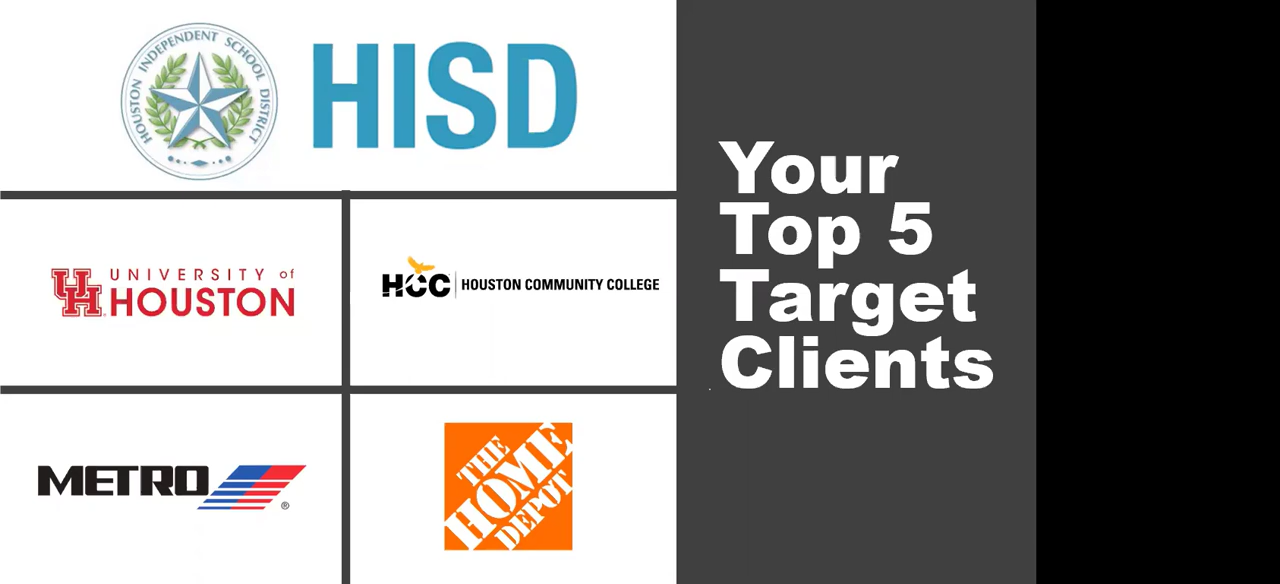 HOUSTON INDEPENDENT SCHOOL DISTRICT
HISD
Your
Top 5
Target
Clients
UH
UNIVERSITY of
HOUSTON
HCC HOUSTON COMMUNITY COLLEGE
METRO ®
THE
HOME
DEPOT